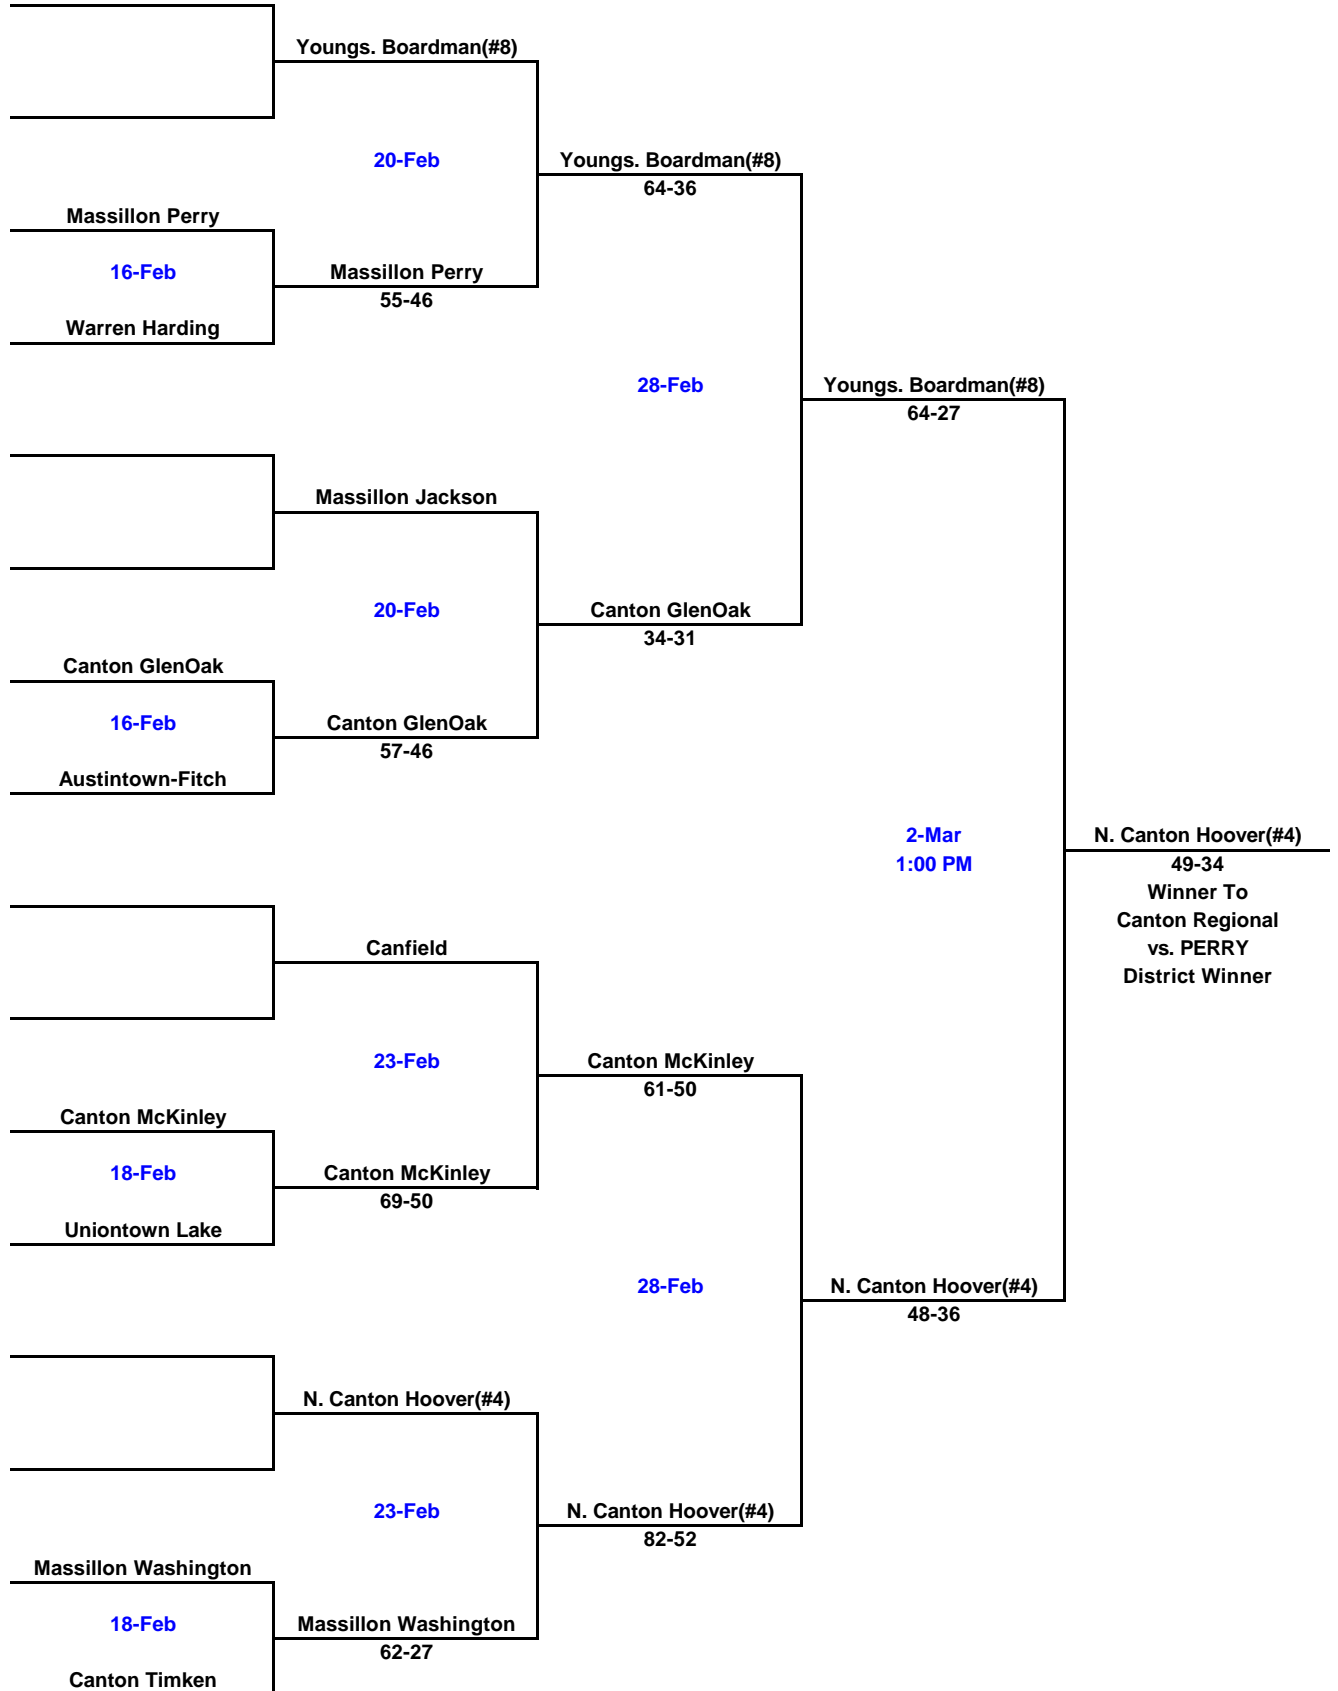 Youngs. Boardman(#8)
20-Feb
Youngs. Boardman(#8)
64-36
Massillon Perry
16-Feb
Massillon Perry
55-46
Warren Harding
28-Feb
Youngs. Boardman(#8)
64-27
Massillon Jackson
20-Feb
Canton GlenOak
34-31
Canton GlenOak
16-Feb
Canton GlenOak
57-46
Austintown-Fitch
2-Mar
1:00 PM
N. Canton Hoover(#4)
49-34
Winner To
Canton Regional
vs. PERRY
District Winner
Canfield
23-Feb
Canton McKinley
61-50
Canton McKinley
18-Feb
Canton McKinley
69-50
Uniontown Lake
28-Feb
N. Canton Hoover(#4)
48-36
N. Canton Hoover(#4)
23-Feb
N. Canton Hoover(#4)
82-52
Massillon Washington
18-Feb
Massillon Washington
62-27
Canton Timken